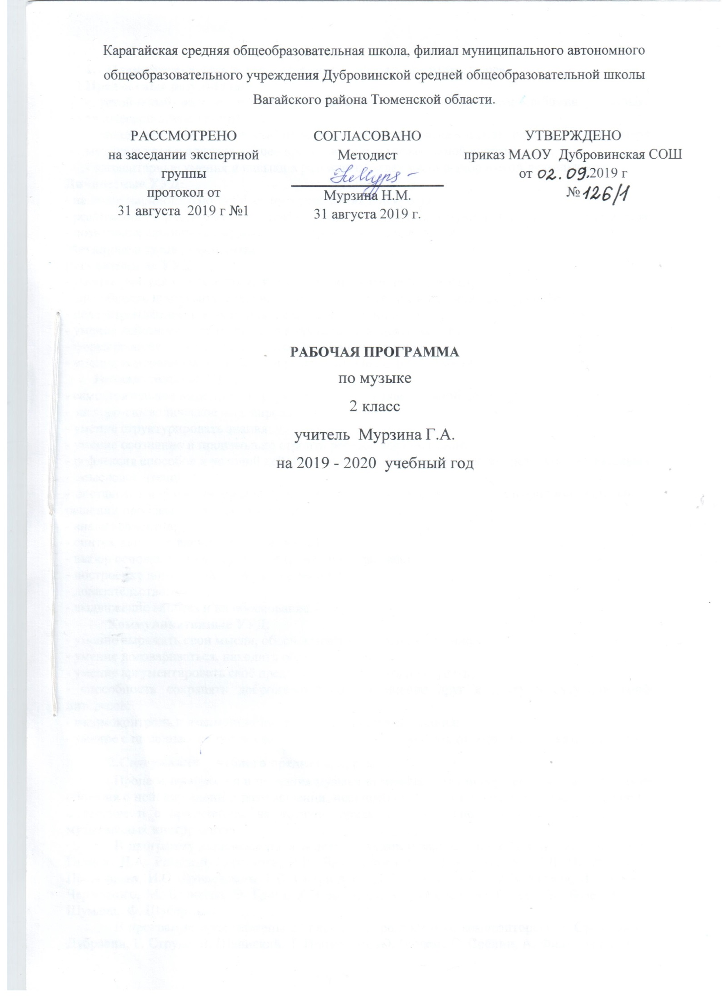 Карагайская средняя общеобразовательная школа, филиал муниципального автономного
общеобразовательного учреждения Дубровинской средней общеобразовательной школы
Вагайского района Тюменской области.
РАССМОТРЕНО
на заседании экспертной
группы
протокол от
31 августа 2019 г №1
СОГЛАСОВАНО
Методист
Мурзина Н.М.
31 августа 2019 г.
УТВЕРЖДЕНО
приказ МАОУ Дубровинская СОШ
от 02.09.2019 г
№126/1
РАБОЧАЯ ПРОГРАММА
по музыке
2 класс
учитель Мурзина Г.А.
на 2019 - 2020 учебный год